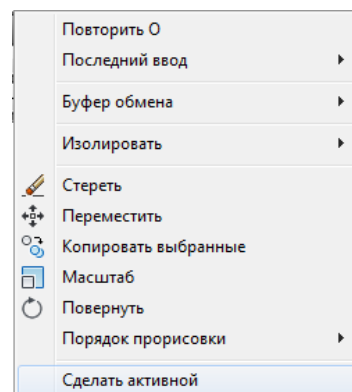 Повторить О
Последний ввод
Буфер обмена
Изолировать
Стереть
Переместить
Копировать выбранные
Масштаб
Повернуть
Порядок прорисовки
Сделать активной